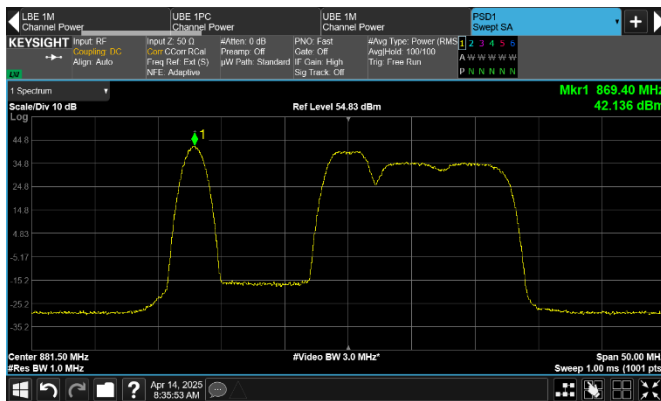 LBE 1M
Channel Power
UBE 1PC
Channel Power
UBE 1M
Channel Power
PSD1
Swept SA
KEYSIGHT
Input: RF
Coupling: DC
Align: Auto
Input Z: 50 Ω
Corr CCorr RCal
Freq Ref: Ext (S)
NFE: Adaptive
#Atten: 0 dB
Preamp: Off
µW Path: Standard
PNO: Fast
Gate: Off
IF Gain: High
Sig Track: Off
#Avg Type: Power (RMS
Avg|Hold: 100/100
Trig: Free Run
1 2 3 4 5 6
A W W W W W
P N N N N N
1 Spectrum
Scale/Div 10 dB
Ref Level 54.83 dBm
Mkr1 869.40 MHz
42.136 dBm
Log
1
44.8
34.8
24.8
14.8
4.83
-5.17
-15.2
-25.2
-35.2
Center 881.50 MHz
#Res BW 1.0 MHz
#Video BW 3.0 MHz*
Span 50.00 MHz
Sweep 1.00 ms (1001 pts)
Apr 14, 2025
8:35:53 AM